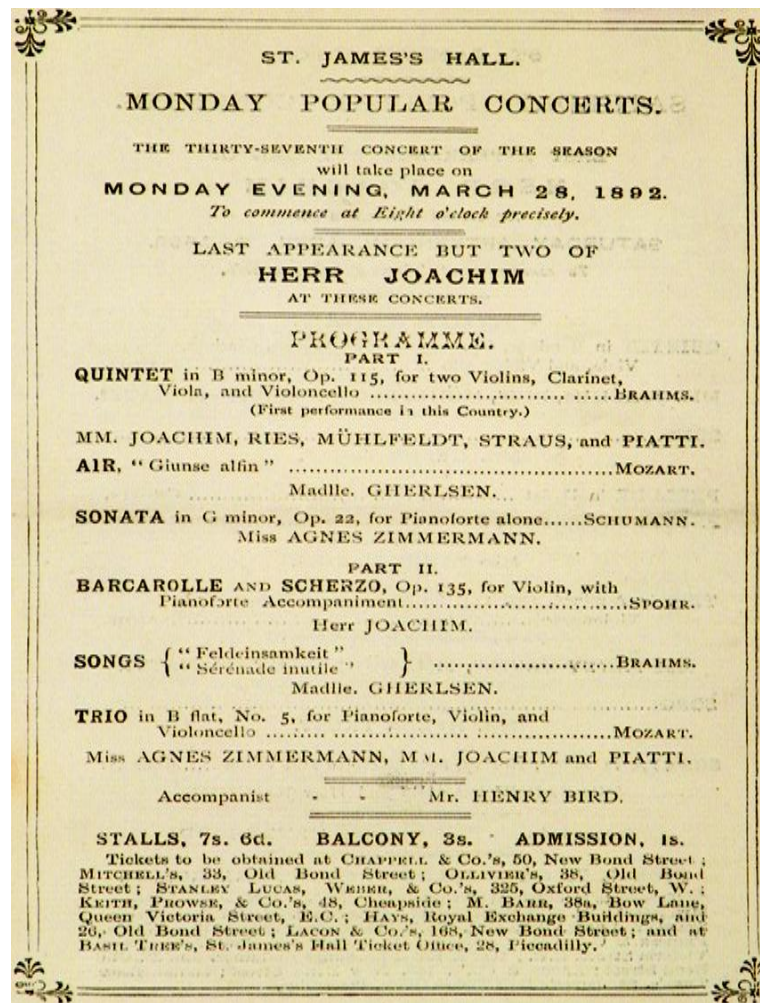 ST. JAMES'S HALL.
MONDAY POPULAR CONCERTS.
THE THIRTY-SEVENTH CONCERT OF THE SEASON
will take place on
MONDAY EVENING, MARCH 28, 1892.
To commence at Eight o'clock precisely.
LAST APPEARANCE BUT TWO OF
HERR JOACHIM
AT THESE CONCERTS.
PROGRAMME.
PART I.
QUINTET in B minor, Op. 115, for two Violins, Clarinet,
Viola, and Violoncello ................................. BRAHMS.
(First performance in this Country.)
MM. JOACHIM, RIES, MÜHLFELDT, STRAUS, and PIATTI.
AIR, "Giunse alfin" ............................................. MOZART.
Madlle. GHERLSEN.
SONATA in G minor, Op. 22, for Pianoforte alone......SCHUMANN.
Miss AGNES ZIMMERMANN.
PART II.
BARCAROLLE AND SCHERZO, Op. 135, for Violin, with
Pianoforte Accompaniment..............................SPOHR.
Herr JOACHIM.
SONGS { "Feldeinsamkeit"
"Sérénade inutile" } .........................BRAHMS.
Madlle. GHERLSEN.
TRIO in B flat, No. 5, for Pianoforte, Violin, and
Violoncello ................................................MOZART.
Miss AGNES ZIMMERMANN, MM. JOACHIM and PIATTI.
Accompanist - - Mr. HENRY BIRD.
STALLS, 7s. 6d. BALCONY, 3s. ADMISSION, 1s.
Tickets to be obtained at CHAPPELL & Co.'s, 50, New Bond Street;
MITCHELL'S, 33, Old Bond Street; OLLIVIER'S, 38, Old Bond
Street; STANLEY LUCAS, WEBER, & Co.'s, 325, Oxford Street, W.;
KEITH, PROWSE, & Co.'s, 48, Cheapside; M. BARR, 38a, Bow Lane,
Queen Victoria Street, E.C.; HAYS, Royal Exchange Buildings, and
26, Old Bond Street; LACON & Co.'s, 168, New Bond Street; and at
BASIL TREE'S, St. James's Hall Ticket Office, 28, Piccadilly.